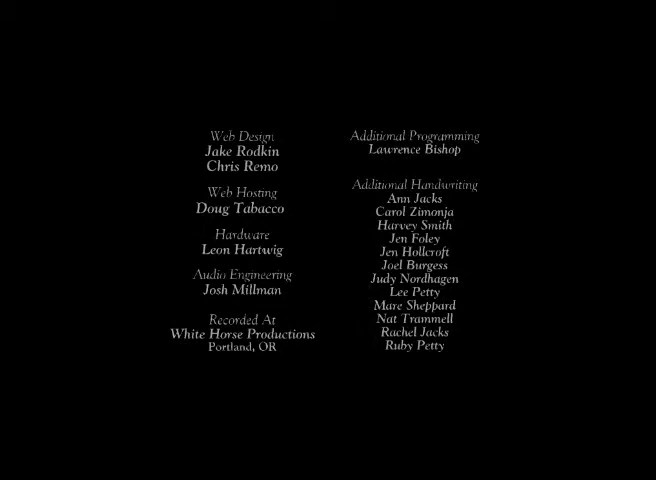 Web Design
Jake Rodkin
Chris Remo
Web Hosting
Doug Tabacco
Hardware
Leon Hartwig
Audio Engineering
Josh Millman
Recorded At
White Horse Productions
Portland, OR
Additional Programming
Lawrence Bishop
Additional Handwriting
Ann Jacks
Carol Zimonja
Harvey Smith
Jen Foley
Jen Hollcroft
Joel Burgess
Judy Nordhagen
Lee Petty
Marc Sheppard
Nat Trammell
Rachel Jacks
Ruby Petty